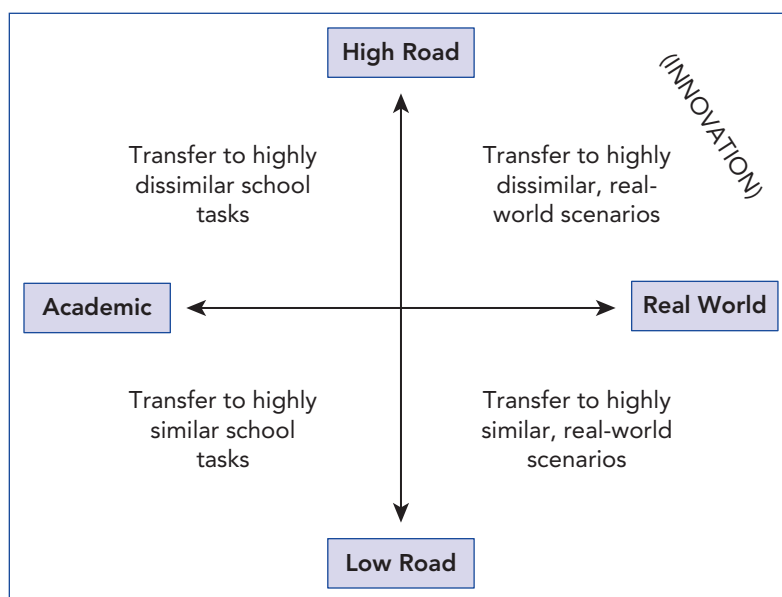 High Road
(INNOVATION)
Transfer to highly
dissimilar school
tasks
Transfer to highly
dissimilar, real-
world scenarios
Academic
Real World
Transfer to highly
similar school
tasks
Transfer to highly
similar, real-world
scenarios
Low Road